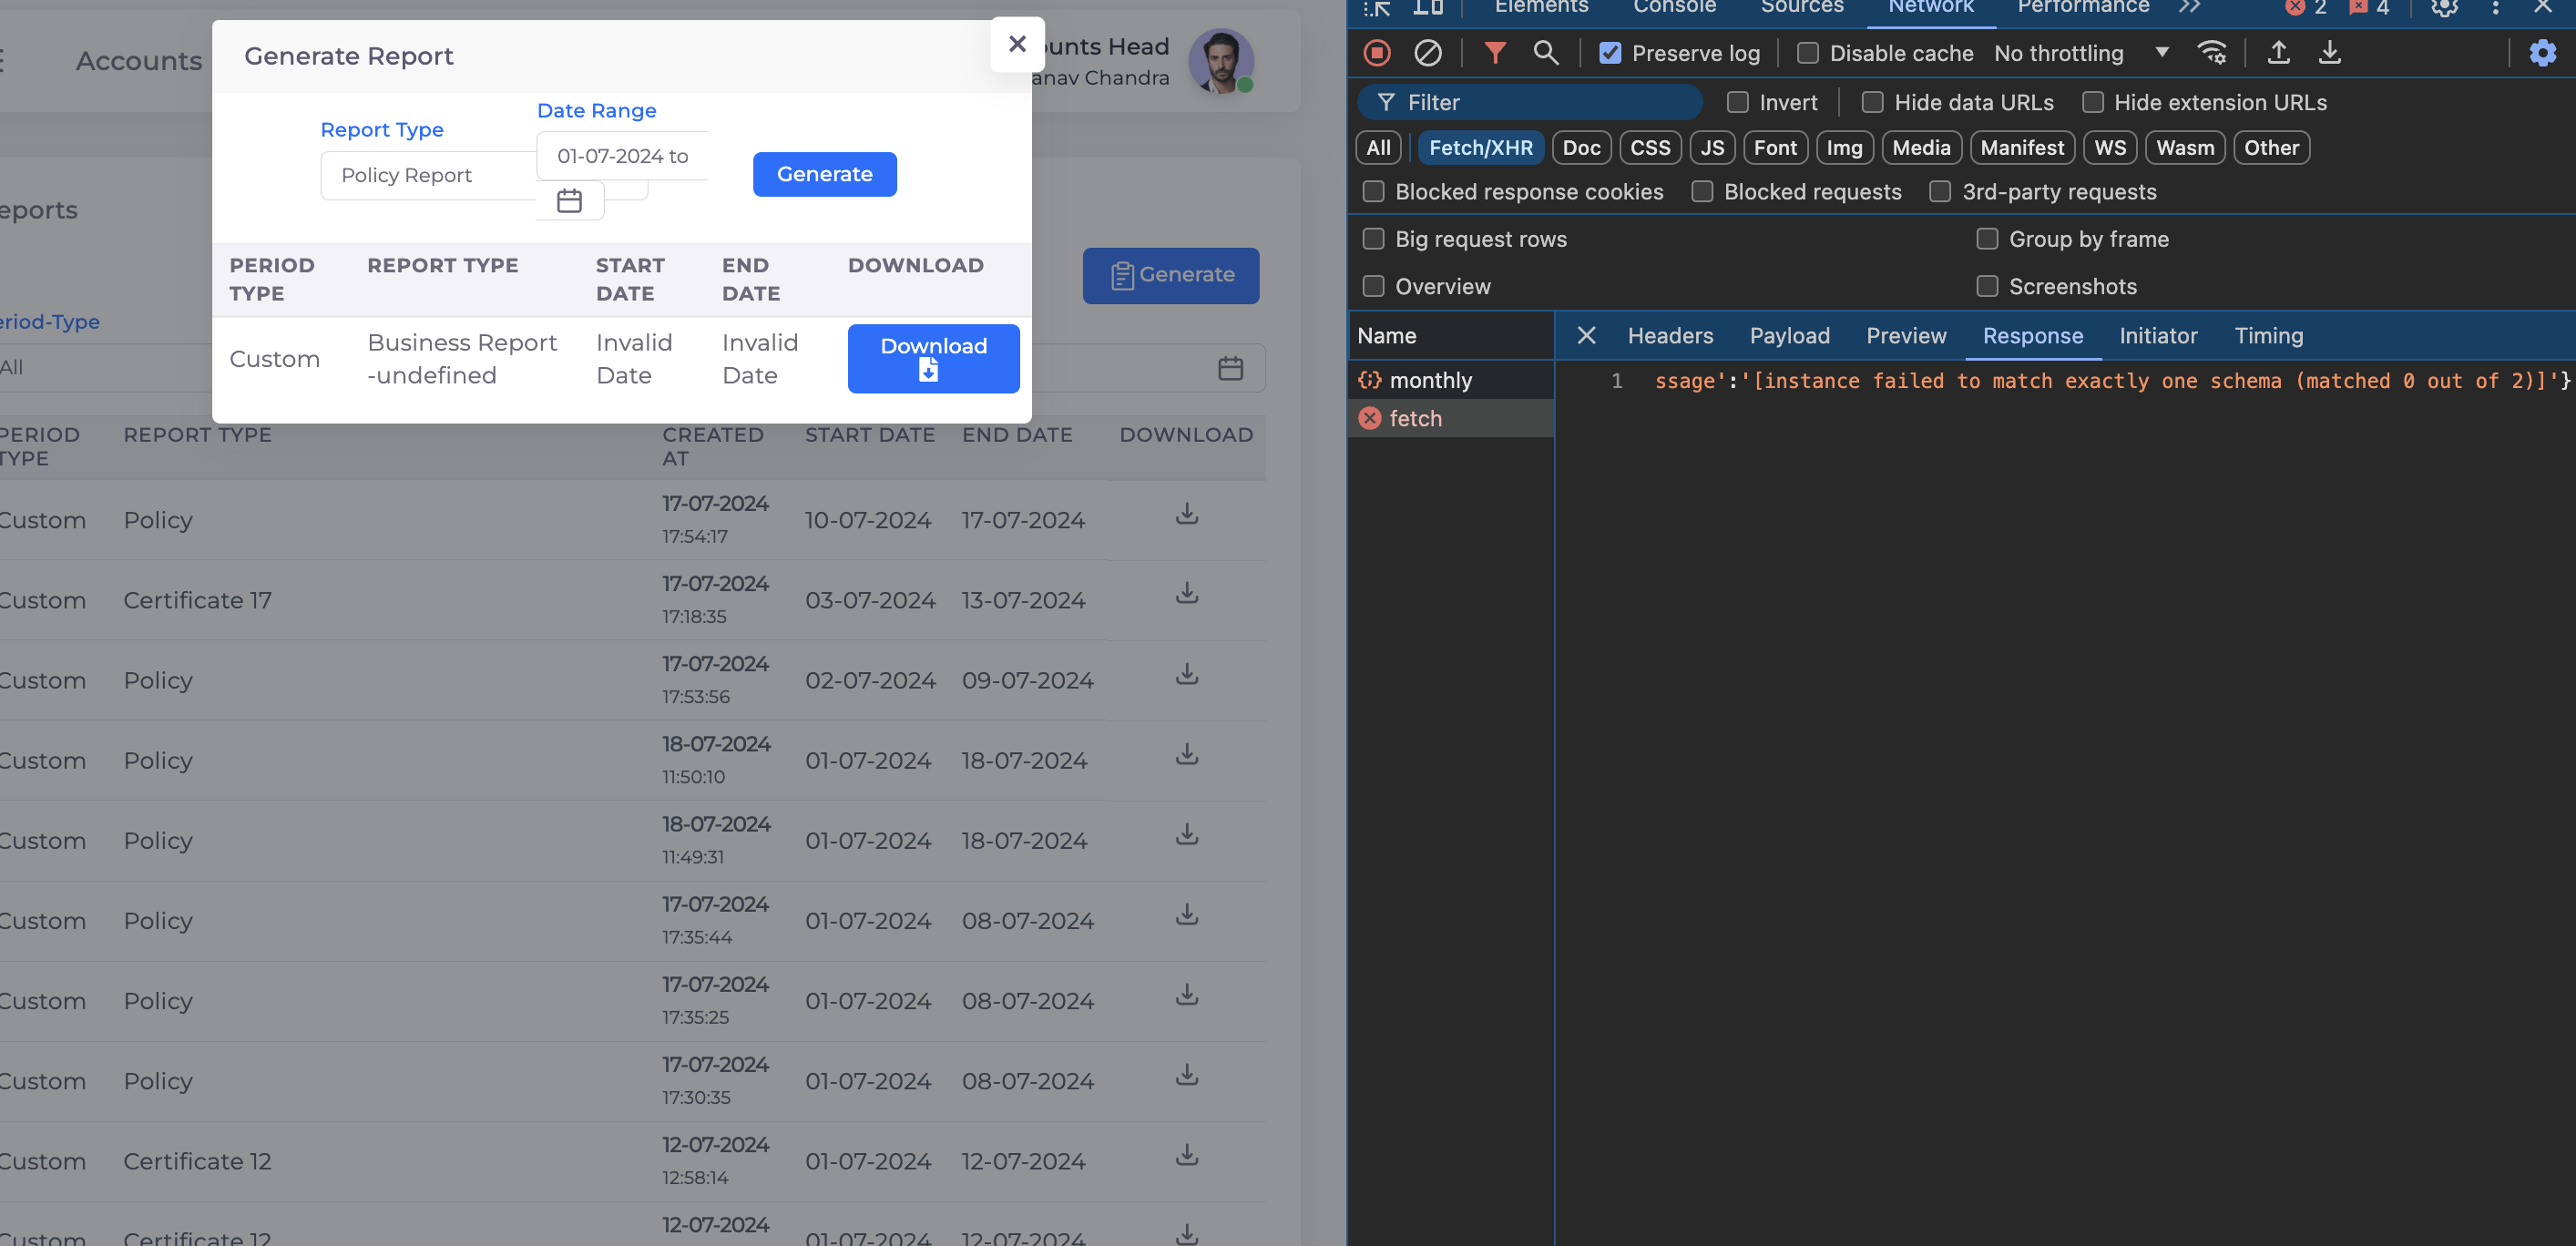 Accounts
Generate Report
ounts Head
anav Chandra
Report Type
Policy Report
Date Range
01-07-2024 to
Generate
PERIOD TYPE
REPORT TYPE
START DATE
END DATE
DOWNLOAD
Custom
Business Report -undefined
Invalid Date
Invalid Date
Download
eports
Generate
eriod-Type
All
PERIOD TYPE
REPORT TYPE
CREATED AT
START DATE
END DATE
DOWNLOAD
Custom Policy 17-07-2024 17:54:17 10-07-2024 17-07-2024
Custom Certificate 17 17-07-2024 17:18:35 03-07-2024 13-07-2024
Custom Policy 17-07-2024 17:53:56 02-07-2024 09-07-2024
Custom Policy 18-07-2024 11:50:10 01-07-2024 18-07-2024
Custom Policy 18-07-2024 11:49:31 01-07-2024 18-07-2024
Custom Policy 17-07-2024 17:35:44 01-07-2024 08-07-2024
Custom Policy 17-07-2024 17:35:25 01-07-2024 08-07-2024
Custom Policy 17-07-2024 17:30:35 01-07-2024 08-07-2024
Custom Certificate 12 12-07-2024 12:58:14 01-07-2024 12-07-2024
Custom Certificate 12 12-07-2024 01-07-2024 12-07-2024
Elements Console Sources Network Performance 2 4
Preserve log Disable cache No throttling
Filter Invert Hide data URLs Hide extension URLs
All Fetch/XHR Doc CSS JS Font Img Media Manifest WS Wasm Other
Blocked response cookies Blocked requests 3rd-party requests
Big request rows Group by frame
Overview Screenshots
Name Headers Payload Preview Response Initiator Timing
monthly
fetch
1 ssage':'[instance failed to match exactly one schema (matched 0 out of 2)]'}